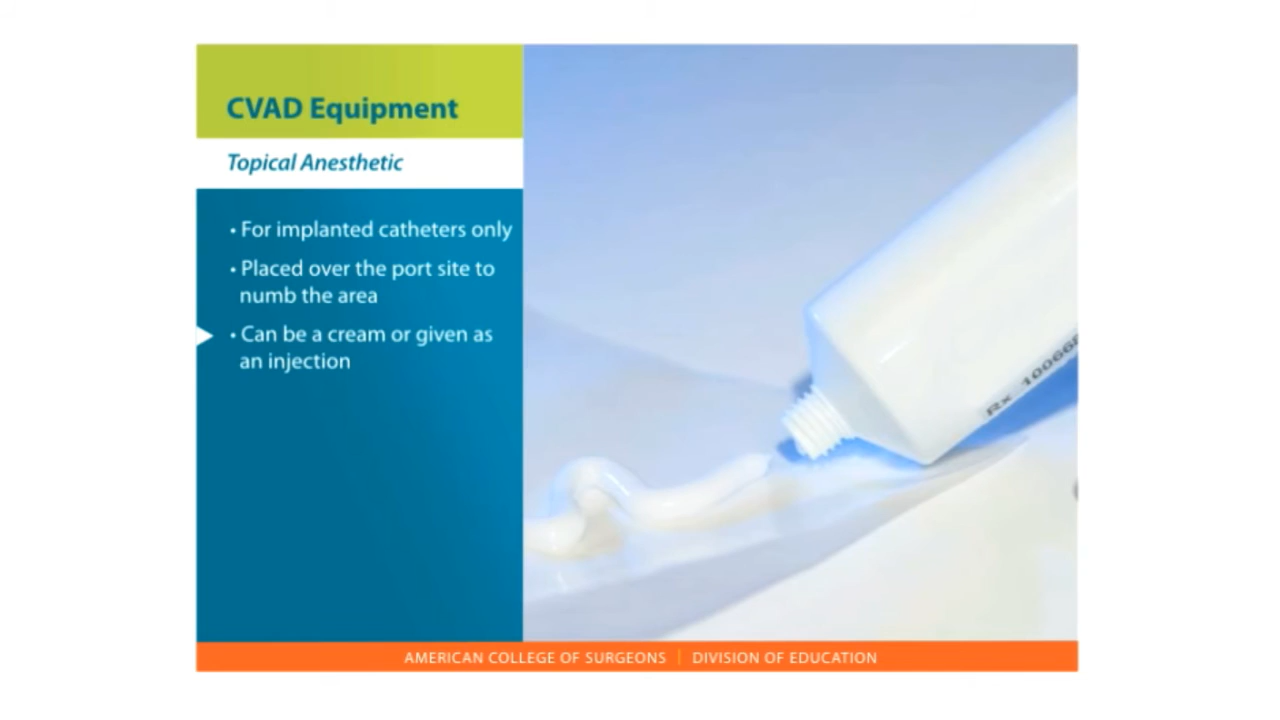 CVAD Equipment
Topical Anesthetic
• For implanted catheters only
• Placed over the port site to
numb the area
• Can be a cream or given as
an injection
Rx
AMERICAN COLLEGE OF SURGEONS | DIVISION OF EDUCATION